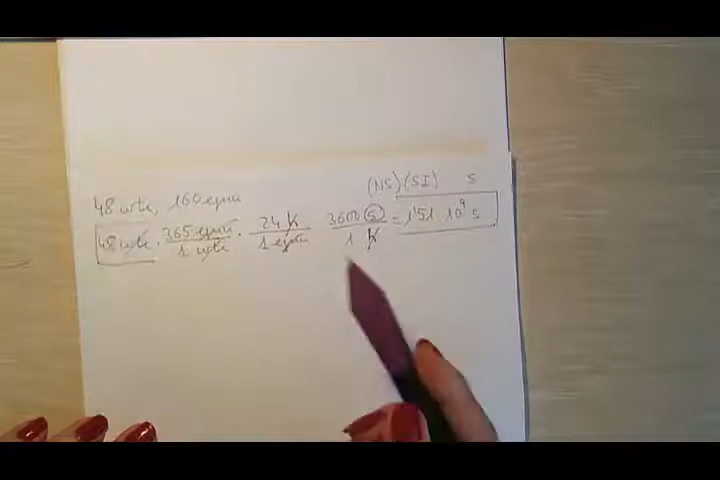 (NS)(SI) s
48 urte, 160 egun
48 urte · 365 egun / 1 urte · 24 h / 1 egun 3600 s / 1 h = 1'51 10⁹ s